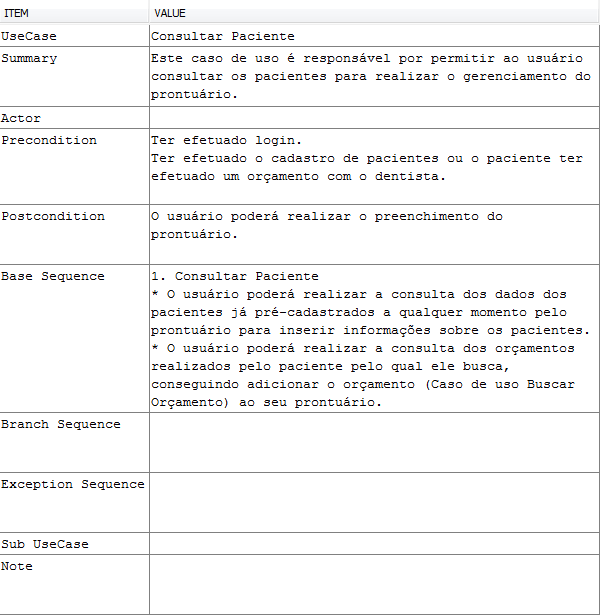 ITEM VALUE
UseCase Consultar Paciente
Summary Este caso de uso é responsável por permitir ao usuário
consultar os pacientes para realizar o gerenciamento do
prontuário.
Actor
Precondition Ter efetuado login.
Ter efetuado o cadastro de pacientes ou o paciente ter
efetuado um orçamento com o dentista.
Postcondition O usuário poderá realizar o preenchimento do
prontuário.
Base Sequence 1. Consultar Paciente
* O usuário poderá realizar a consulta dos dados dos
pacientes já pré-cadastrados a qualquer momento pelo
prontuário para inserir informações sobre os pacientes.
* O usuário poderá realizar a consulta dos orçamentos
realizados pelo paciente pelo qual ele busca,
conseguindo adicionar o orçamento (Caso de uso Buscar
Orçamento) ao seu prontuário.
Branch Sequence
Exception Sequence
Sub UseCase
Note